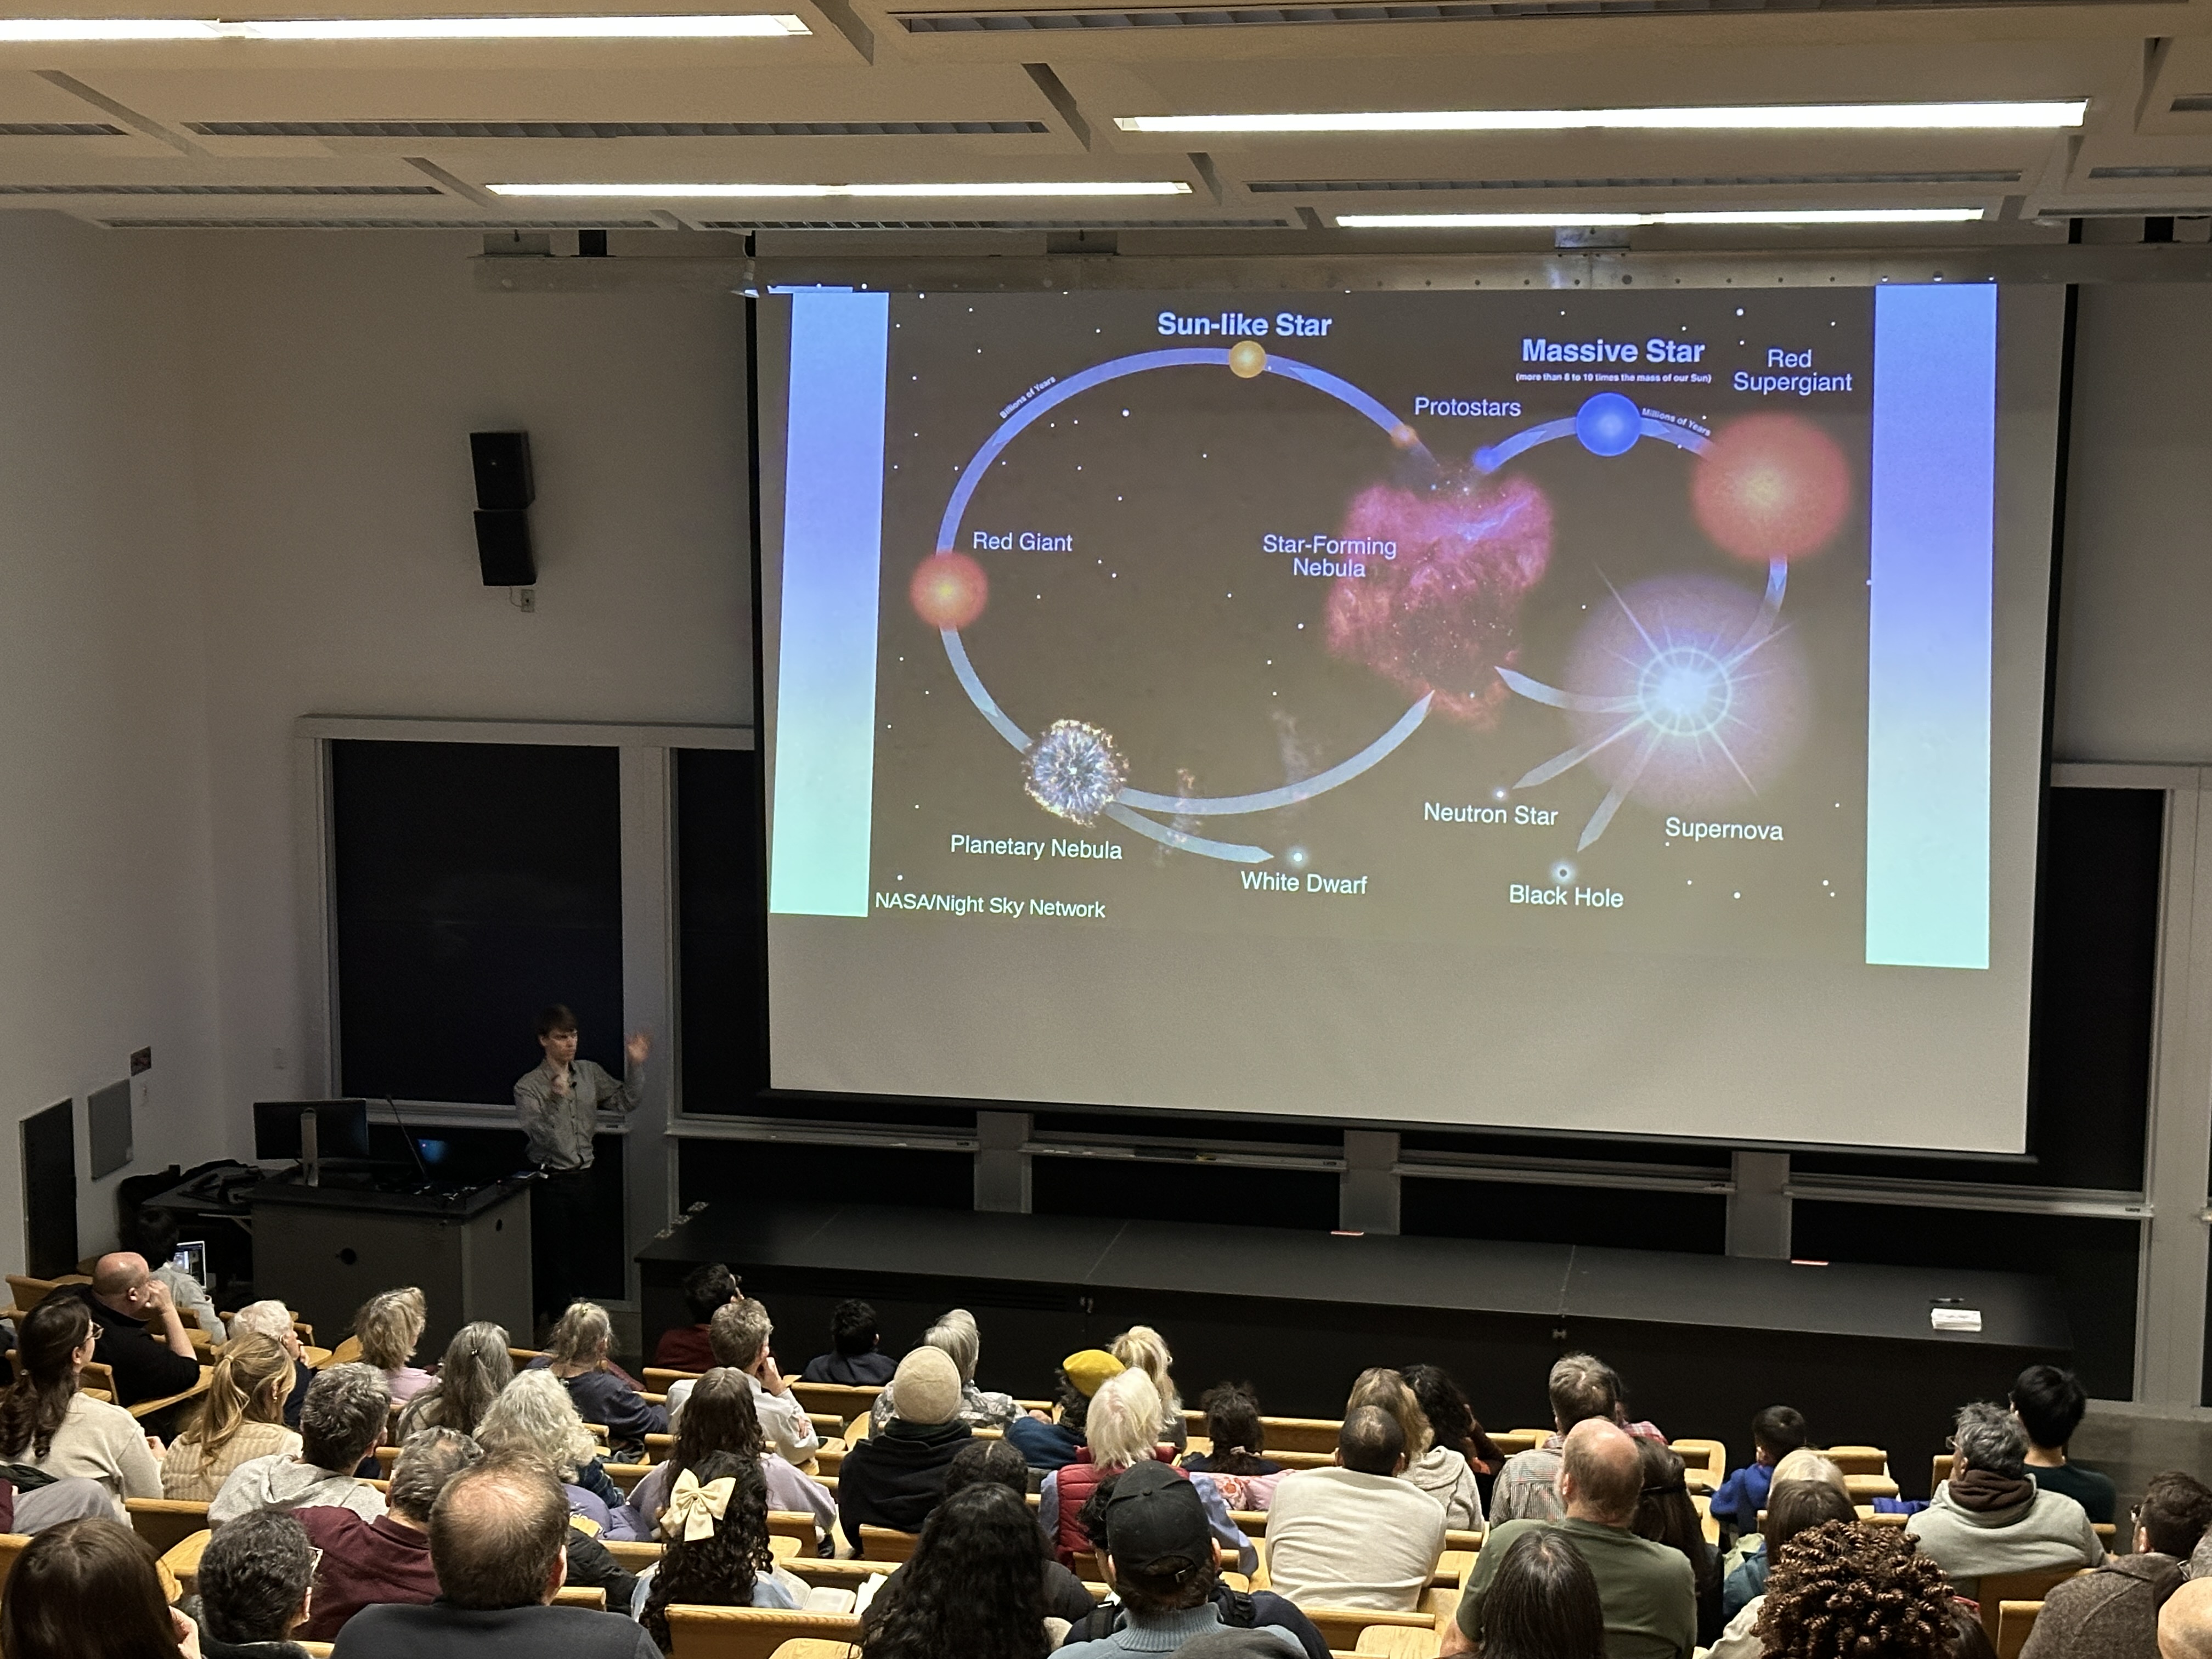 Sun-like Star
Massive Star
(more than 8 to 10 times the mass of our Sun)
Red
Supergiant
Billions of Years
Protostars
Millions of Years
Red Giant
Star-Forming
Nebula
Neutron Star
Supernova
Planetary Nebula
White Dwarf
Black Hole
NASA/Night Sky Network